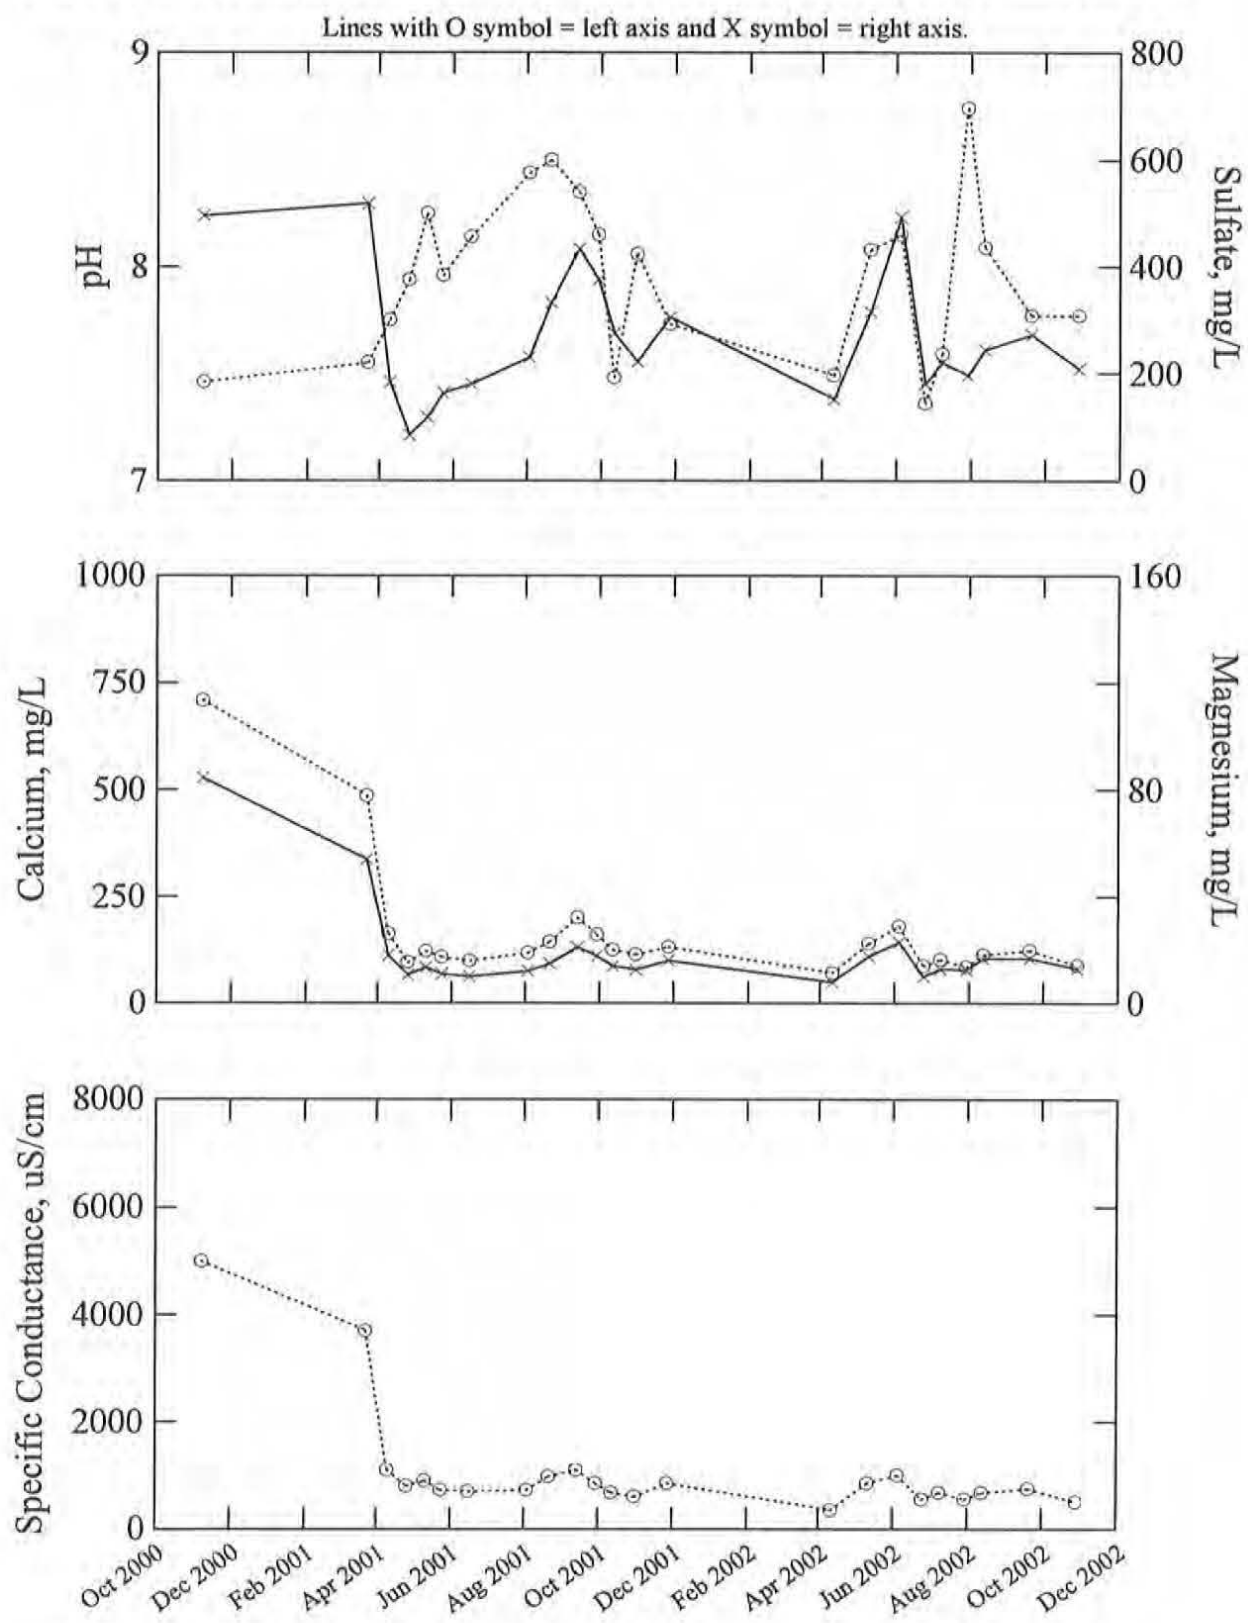 Lines with O symbol = left axis and X symbol = right axis.
9
8
7
pH
800
600
400
200
0
Sulfate, mg/L
1000
750
500
250
0
Calcium, mg/L
160
80
0
Magnesium, mg/L
8000
6000
4000
2000
0
Specific Conductance, uS/cm
Oct 2000
Dec 2000
Feb 2001
Apr 2001
Jun 2001
Aug 2001
Oct 2001
Dec 2001
Feb 2002
Apr 2002
Jun 2002
Aug 2002
Oct 2002
Dec 2002